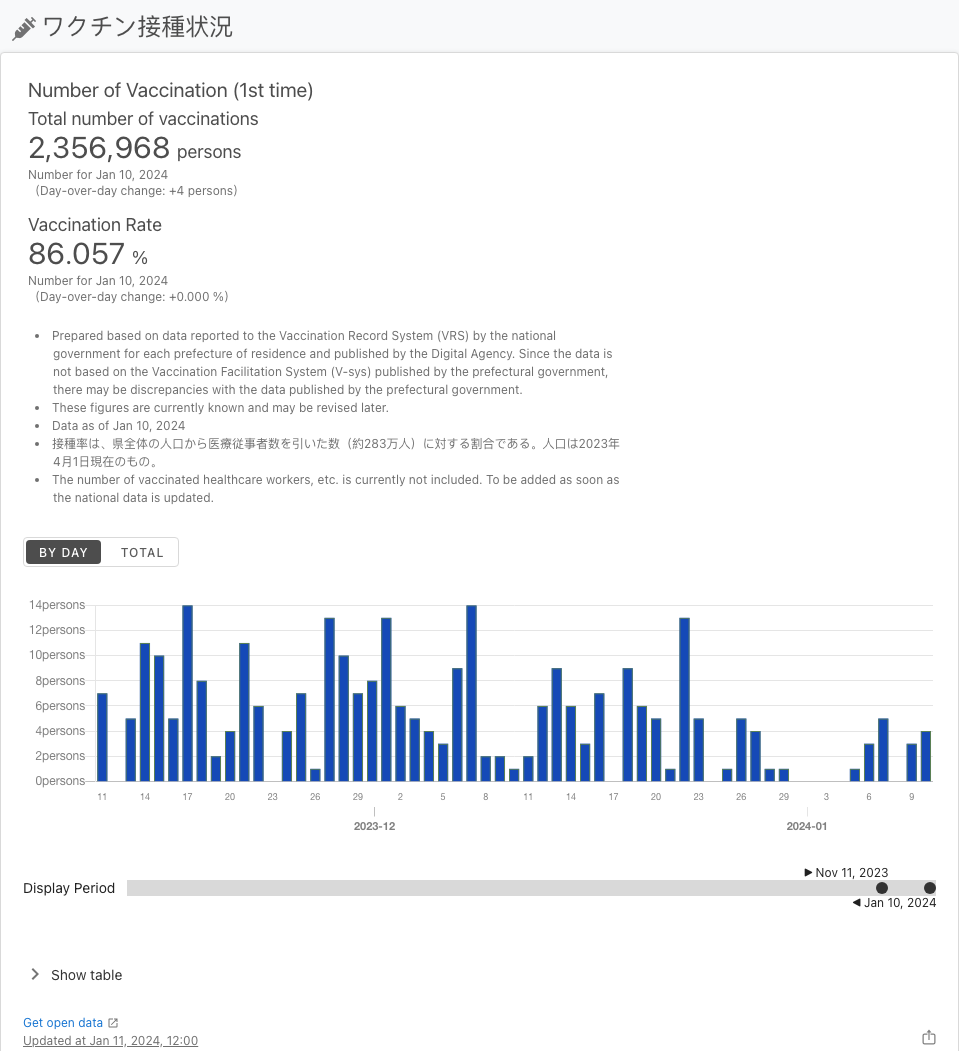 ワクチン接種状況
Number of Vaccination (1st time)
Total number of vaccinations
2,356,968 persons
Number for Jan 10, 2024
(Day-over-day change: +4 persons)
Vaccination Rate
86.057 %
Number for Jan 10, 2024
(Day-over-day change: +0.000 %)
• Prepared based on data reported to the Vaccination Record System (VRS) by the national
government for each prefecture of residence and published by the Digital Agency. Since the data is
not based on the Vaccination Facilitation System (V-sys) published by the prefectural government,
there may be discrepancies with the data published by the prefectural government.
• These figures are currently known and may be revised later.
• Data as of Jan 10, 2024
• 接種率は、県全体の人口から医療従事者数を引いた数（約283万人）に対する割合である。人口は2023年
4月1日現在のもの。
• The number of vaccinated healthcare workers, etc. is currently not included. To be added as soon as
the national data is updated.
BY DAY TOTAL
14persons
12persons
10persons
8persons
6persons
4persons
2persons
0persons
11 14 17 20 23 26 29 2 5 8 11 14 17 20 23 26 29 3 6 9
2023-12 2024-01
Nov 11, 2023
Display Period
Jan 10, 2024
Show table
Get open data
Updated at Jan 11, 2024, 12:00